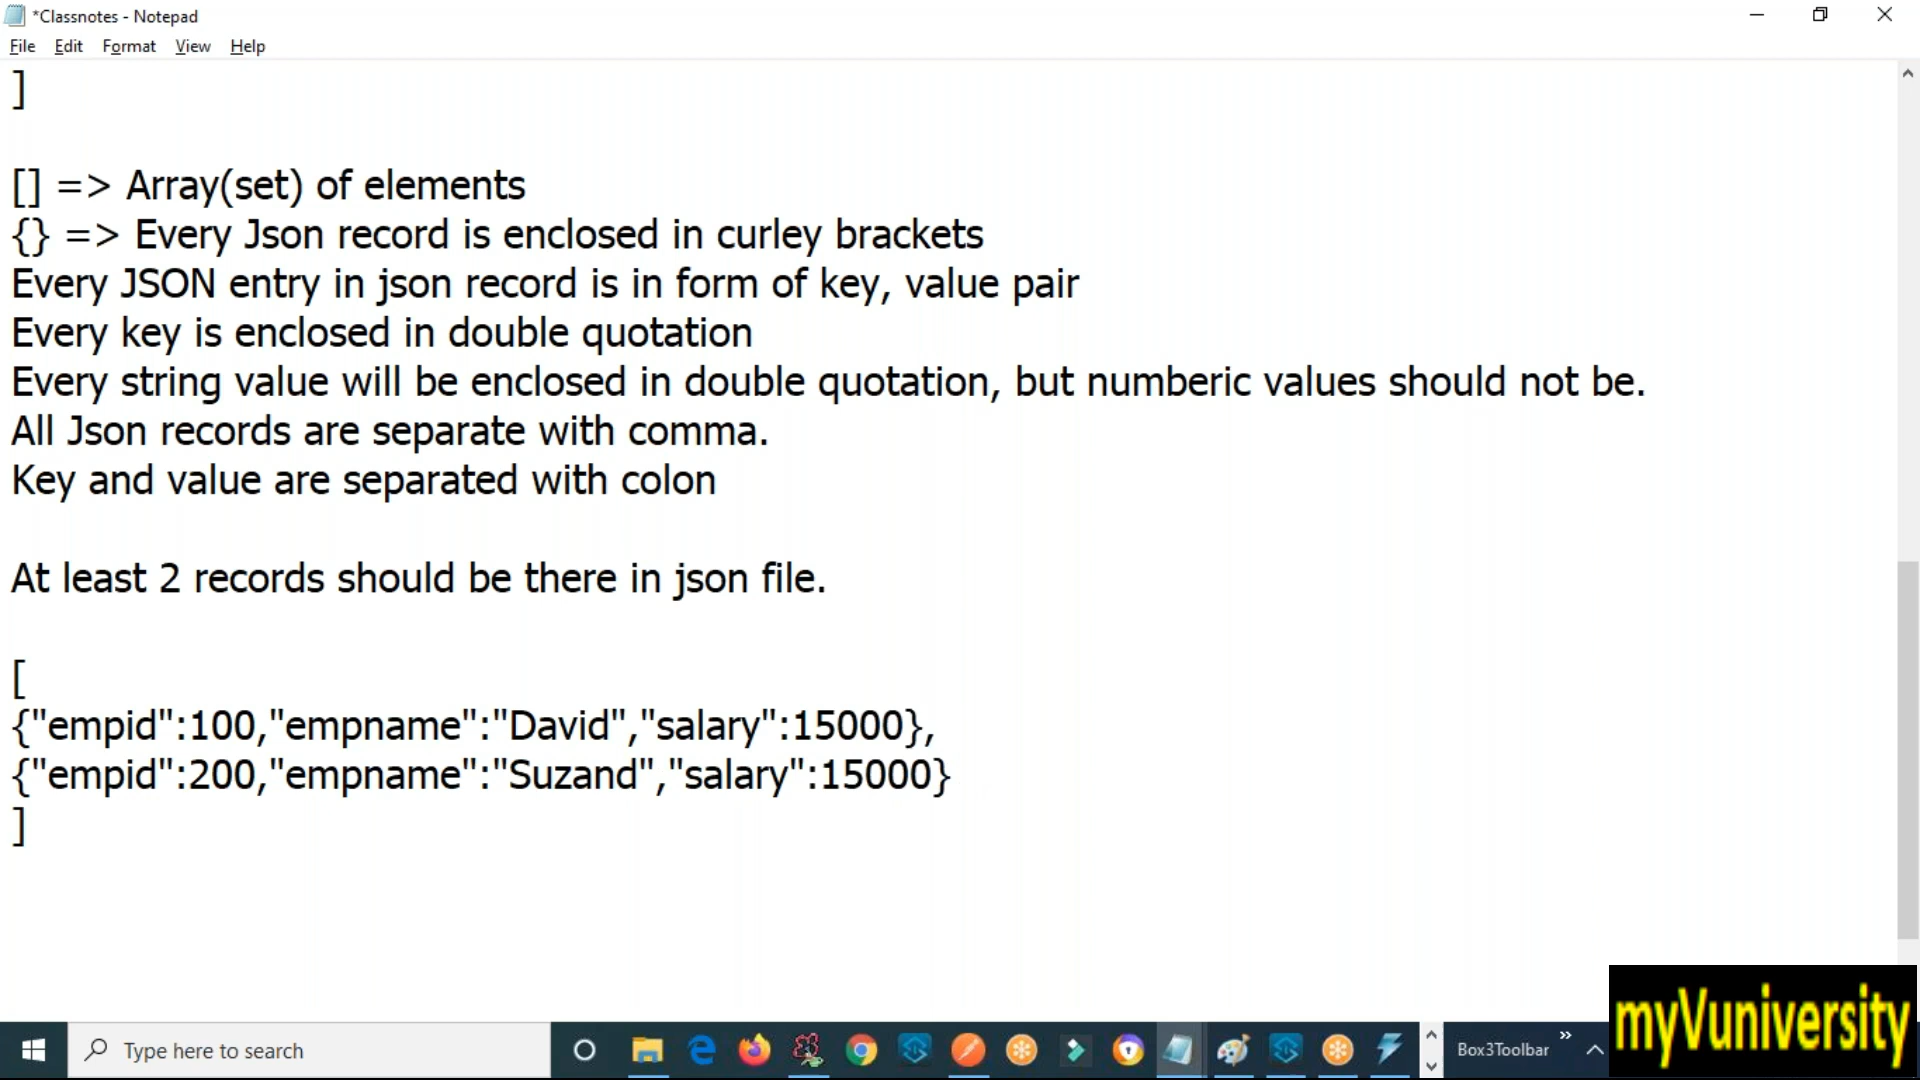 *Classnotes - Notepad
File Edit Format View Help
]
[] => Array(set) of elements
{} => Every Json record is enclosed in curley brackets
Every JSON entry in json record is in form of key, value pair
Every key is enclosed in double quotation
Every string value will be enclosed in double quotation, but numberic values should not be.
All Json records are separate with comma.
Key and value are separated with colon
At least 2 records should be there in json file.
[
{"empid":100,"empname":"David","salary":15000},
{"empid":200,"empname":"Suzand","salary":15000}
]
Type here to search
Box3Toolbar
myVuniversity